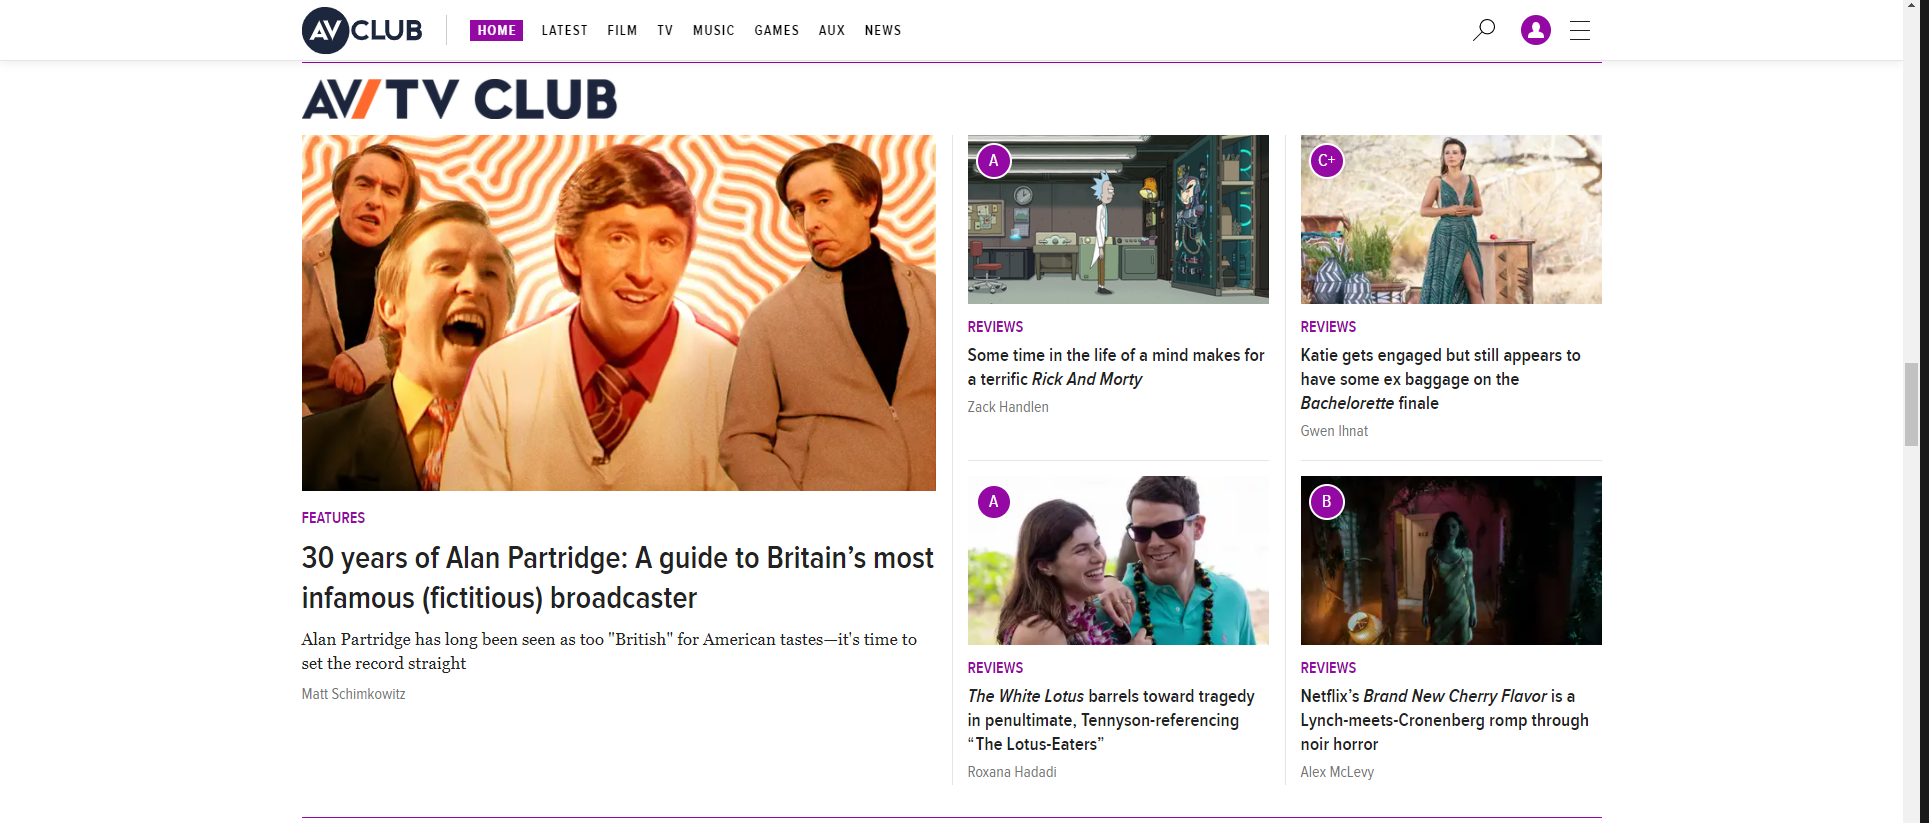 AV CLUB
HOME LATEST FILM TV MUSIC GAMES AUX NEWS
AV/TV CLUB
FEATURES
30 years of Alan Partridge: A guide to Britain’s most
infamous (fictitious) broadcaster
Alan Partridge has long been seen as too "British" for American tastes—it's time to
set the record straight
Matt Schimkowitz
A
REVIEWS
Some time in the life of a mind makes for
a terrific Rick And Morty
Zack Handlen
C+
REVIEWS
Katie gets engaged but still appears to
have some ex baggage on the
Bachelorette finale
Gwen Ihnat
A
REVIEWS
The White Lotus barrels toward tragedy
in penultimate, Tennyson-referencing
“The Lotus-Eaters”
Roxana Hadadi
B
REVIEWS
Netflix’s Brand New Cherry Flavor is a
Lynch-meets-Cronenberg romp through
noir horror
Alex McLevy